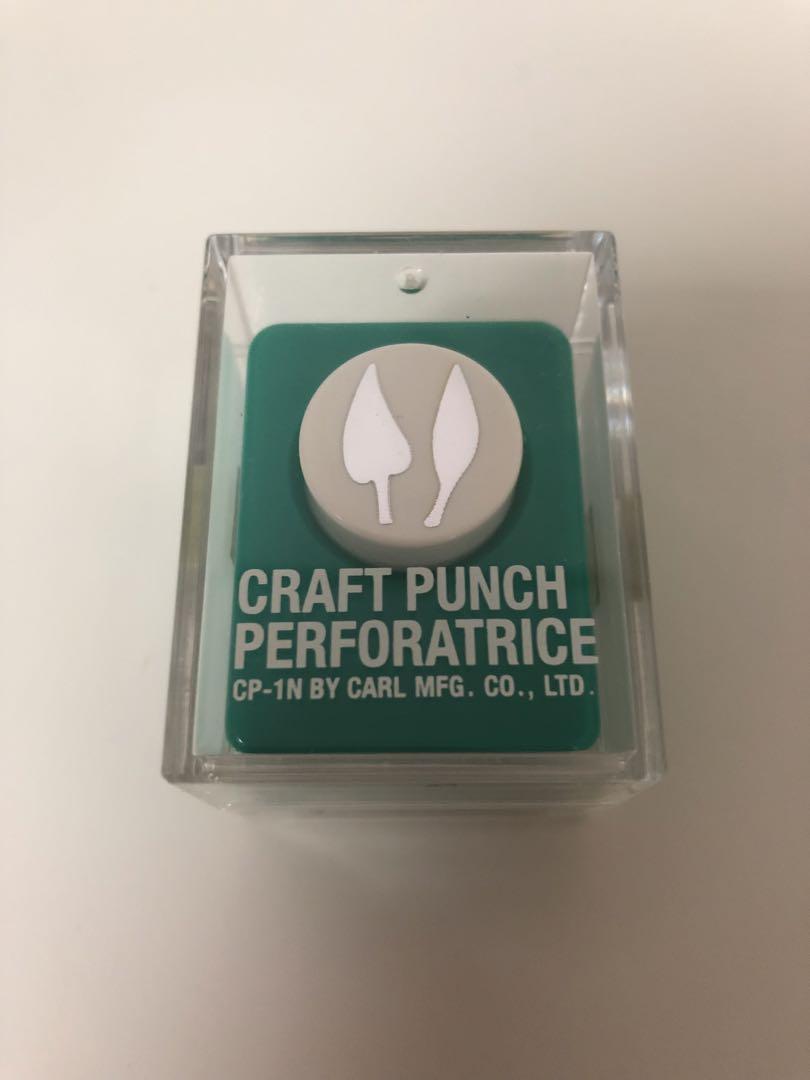 CRAFT PUNCH
PERFORATRICE
CP-1N BY CARL MFG. CO., LTD.